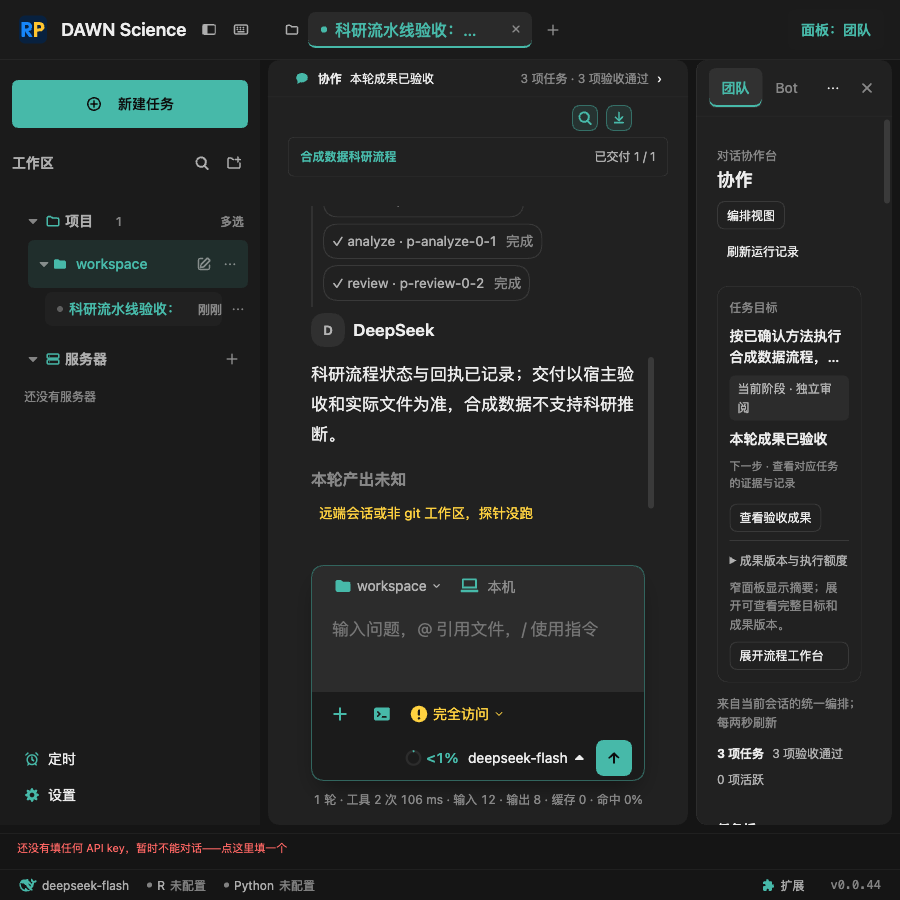 RP DAWN Science
科研流水线验收：...
面板：团队
新建任务
工作区
项目 1 多选
workspace
科研流水线验收： 刚刚
服务器
还没有服务器
定时
设置
协作 本轮成果已验收 3 项任务 · 3 项验收通过
合成数据科研流程 已交付 1 / 1
analyze · p-analyze-0-1 完成
review · p-review-0-2 完成
D DeepSeek
科研流程状态与回执已记录；交付以宿主验
收和实际文件为准，合成数据不支持科研推
断。
本轮产出未知
远端会话或非 git 工作区，探针没跑
workspace 本机
输入问题，@ 引用文件，/ 使用指令
完全访问
<1% deepseek-flash
1 轮 · 工具 2 次 106 ms · 输入 12 · 输出 8 · 缓存 0 · 命中 0%
团队 Bot ...
对话协作台
协作
编排视图
刷新运行记录
任务目标
按已确认方法执行
合成数据流程，...
当前阶段 · 独立审
阅
本轮成果已验收
下一步 · 查看对应任务
的证据与记录
查看验收成果
成果版本与执行额度
窄面板显示摘要；展
开可查看完整目标和
成果版本。
展开流程工作台
来自当前会话的统一编排；
每两秒刷新
3 项任务 3 项验收通过
0 项活跃
还没有填任何 API key，暂时不能对话——点这里填一个
deepseek-flash R 未配置 Python 未配置
扩展 v0.0.44